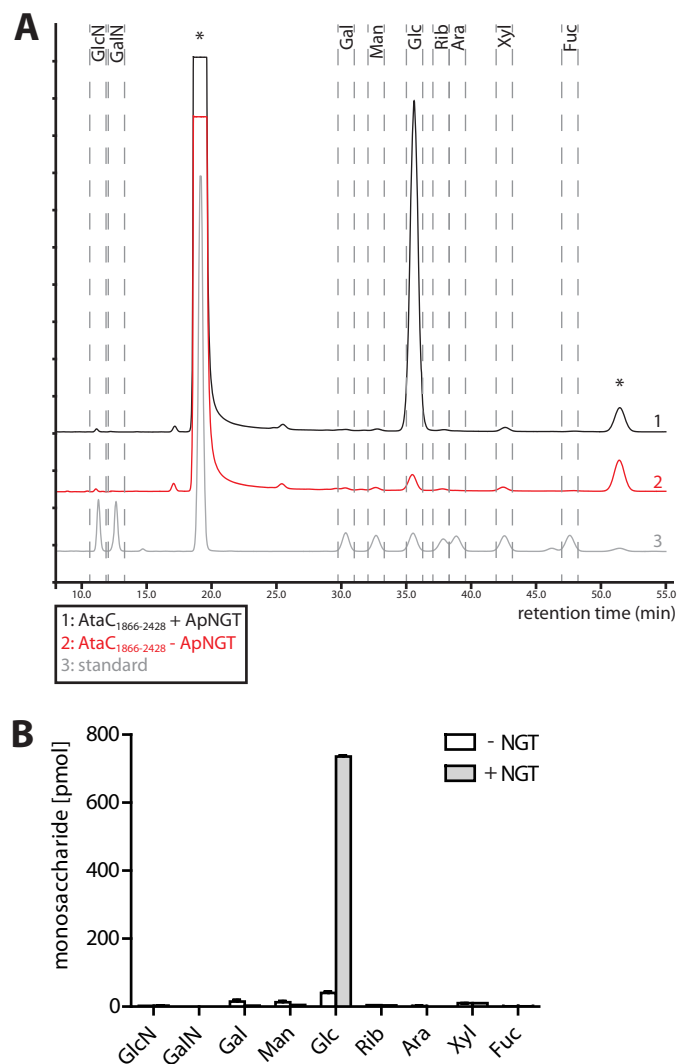 A
GlcN
GalN
*
Gal
Man
Glc
Rib
Ara
Xyl
Fuc
*
1
2
3
10.0 15.0 20.0 25.0 30.0 35.0 40.0 45.0 50.0 55.0
retention time (min)
1: AtaC1866-2428 + ApNGT
2: AtaC1866-2428 - ApNGT
3: standard
B
monosaccharide [pmol]
800
600
400
200
0
- NGT
+ NGT
GlcN GalN Gal Man Glc Rib Ara Xyl Fuc